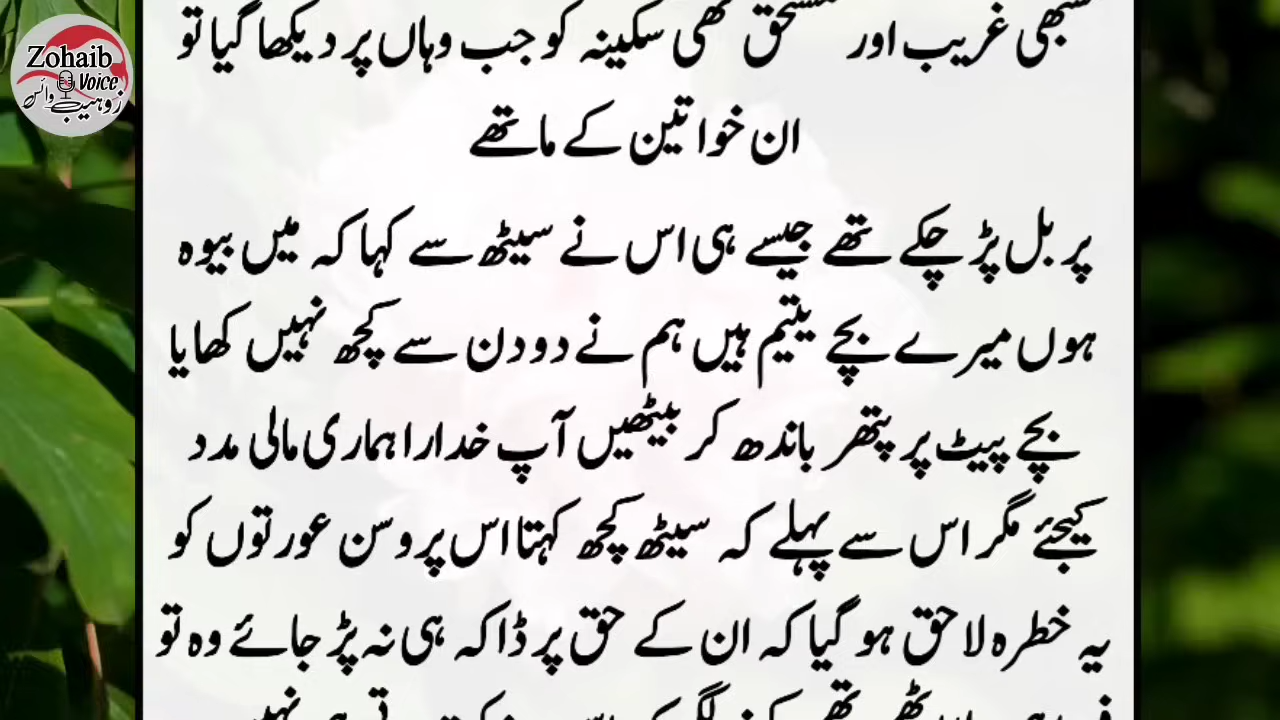 Zohaib
Voice
زوہیب وائس
سبھی غریب اور مستحق تھی سکینہ کو جب وہاں پر دیکھا گیا تو
ان خواتین کے ماتھے
پر بل پڑ چکے تھے جیسے ہی اس نے سیٹھ سے کہا کہ میں بیوہ
ہوں میرے بچے یتیم ہیں ہم نے دو دن سے کچھ نہیں کھایا
بچے پیٹ پر پتھر باندھ کر بیٹھیں آپ خدارا ہماری مالی مدد
کیجئے مگر اس سے پہلے کہ سیٹھ کچھ کہتا اس پروسن عورتوں کو
یہ خطرہ لاحق ہو گیا کہ ان کے حق پر ڈاکہ ہی نہ پڑ جائے وہ تو